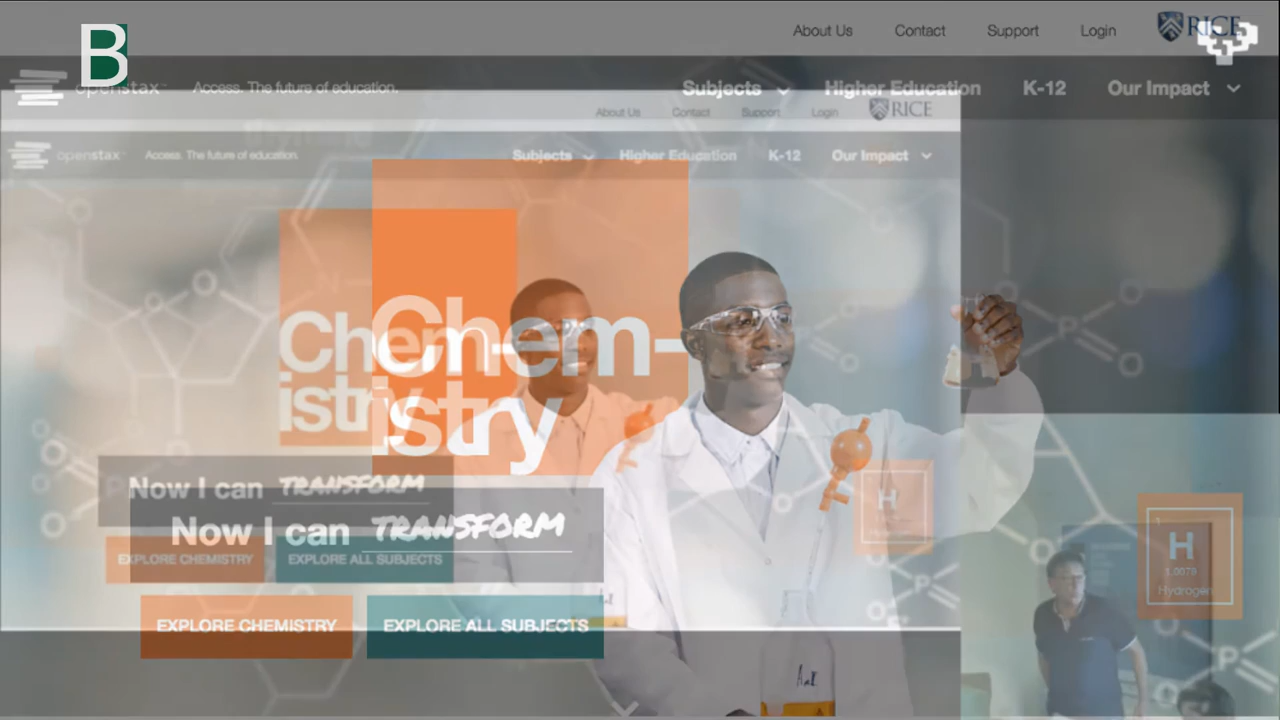 B
About Us Contact Support Login RICE
openstax Access. The future of education. Subjects Higher Education K-12 Our Impact
About Us Contact Support Login RICE
openstax Access. The future of education. Subjects Higher Education K-12 Our Impact
Chem-
istry
Chem-
istry
Now I can TRANSFORM
Now I can TRANSFORM
EXPLORE CHEMISTRY EXPLORE ALL SUBJECTS
EXPLORE CHEMISTRY EXPLORE ALL SUBJECTS
H
1
H
1.0079
Hydrogen